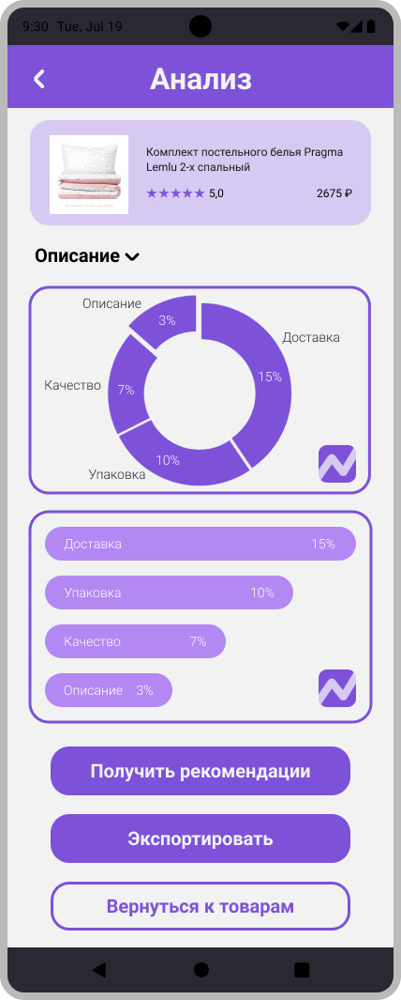 9:30 Tue, Jul 19
Анализ
Комплект постельного белья Pragma
Lemlu 2-х спальный
★★★★★ 5,0
2675 ₽
Описание
Описание
3%
Доставка
15%
Качество
7%
10%
Упаковка
Доставка 15%
Упаковка 10%
Качество 7%
Описание 3%
Получить рекомендации
Экспортировать
Вернуться к товарам